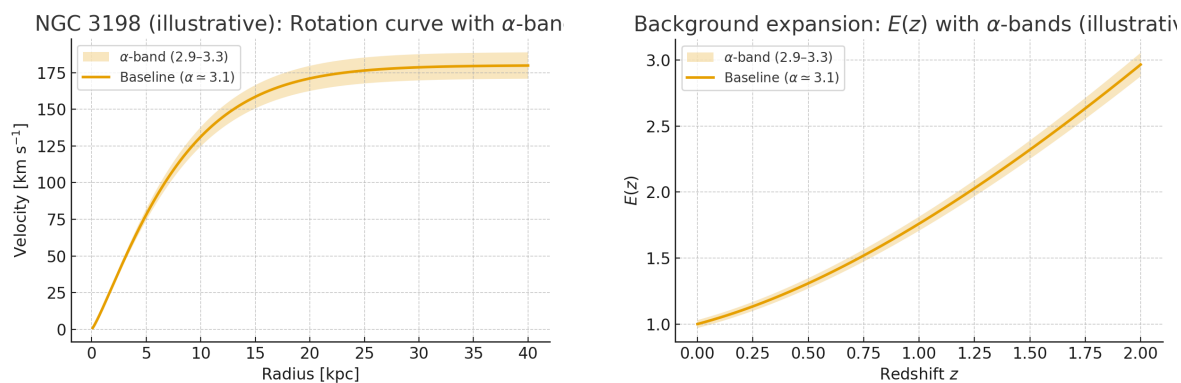 NGC 3198 (illustrative): Rotation curve with α-ban
α-band (2.9–3.3)
Baseline (α ≃ 3.1)
Velocity [km s⁻¹]
175
150
125
100
75
50
25
0
0 5 10 15 20 25 30 35 40
Radius [kpc]
Background expansion: E(z) with α-bands (illustrativ
α-band (2.9–3.3)
Baseline (α ≃ 3.1)
E(z)
3.0
2.5
2.0
1.5
1.0
0.00 0.25 0.50 0.75 1.00 1.25 1.50 1.75 2.00
Redshift z